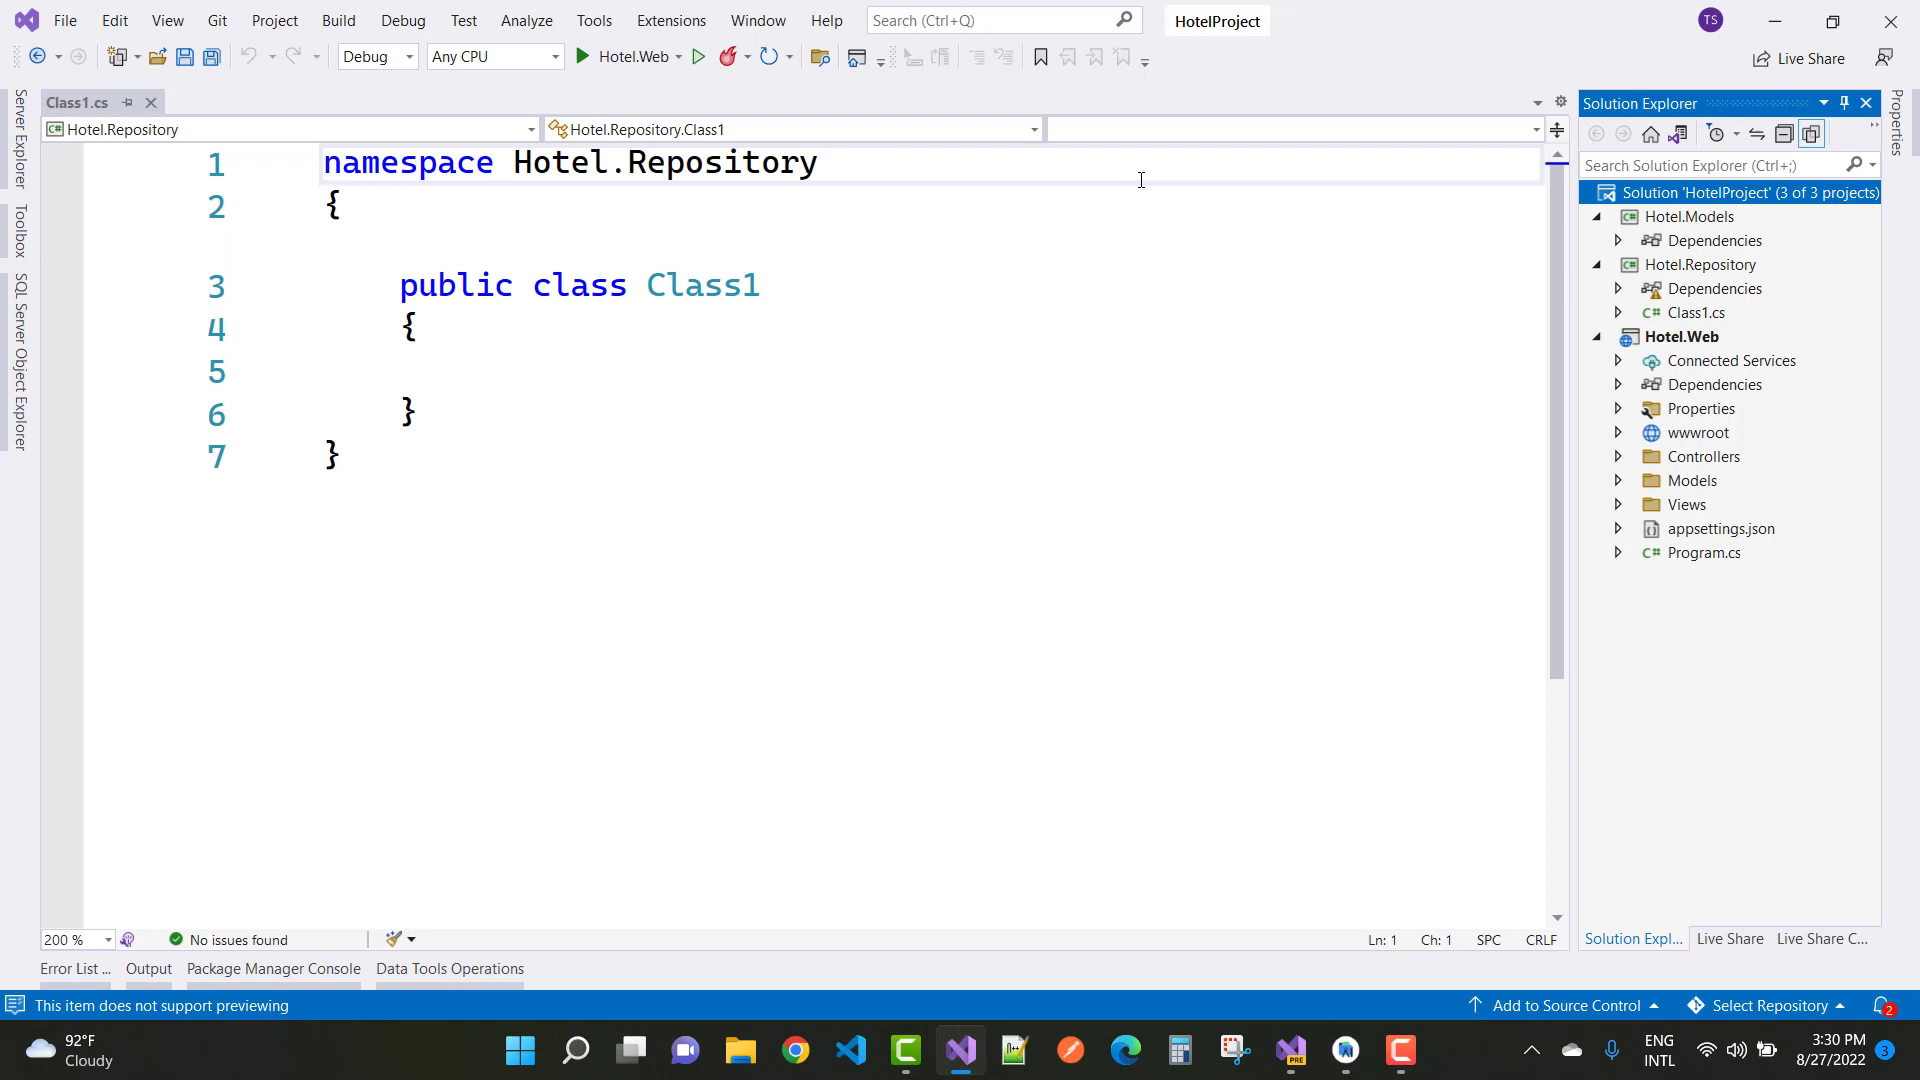 File Edit View Git Project Build Debug Test Analyze Tools Extensions Window Help Search (Ctrl+Q) HotelProject TS
Debug Any CPU Hotel.Web Live Share
Server Explorer
Toolbox
SQL Server Object Explorer
Class1.cs
Hotel.Repository Hotel.Repository.Class1
1 namespace Hotel.Repository
2 {
3 public class Class1
4 {
5
6 }
7 }
200 % No issues found Ln: 1 Ch: 1 SPC CRLF
Error List ... Output Package Manager Console Data Tools Operations
Solution Explorer
Search Solution Explorer (Ctrl+;)
Solution 'HotelProject' (3 of 3 projects)
Hotel.Models
Dependencies
Hotel.Repository
Dependencies
C# Class1.cs
Hotel.Web
Connected Services
Dependencies
Properties
wwwroot
Controllers
Models
Views
appsettings.json
C# Program.cs
Solution Expl... Live Share Live Share C...
Properties
This item does not support previewing Add to Source Control Select Repository 2
92°F
Cloudy
PRE
ENG
INTL
3:30 PM
8/27/2022 3